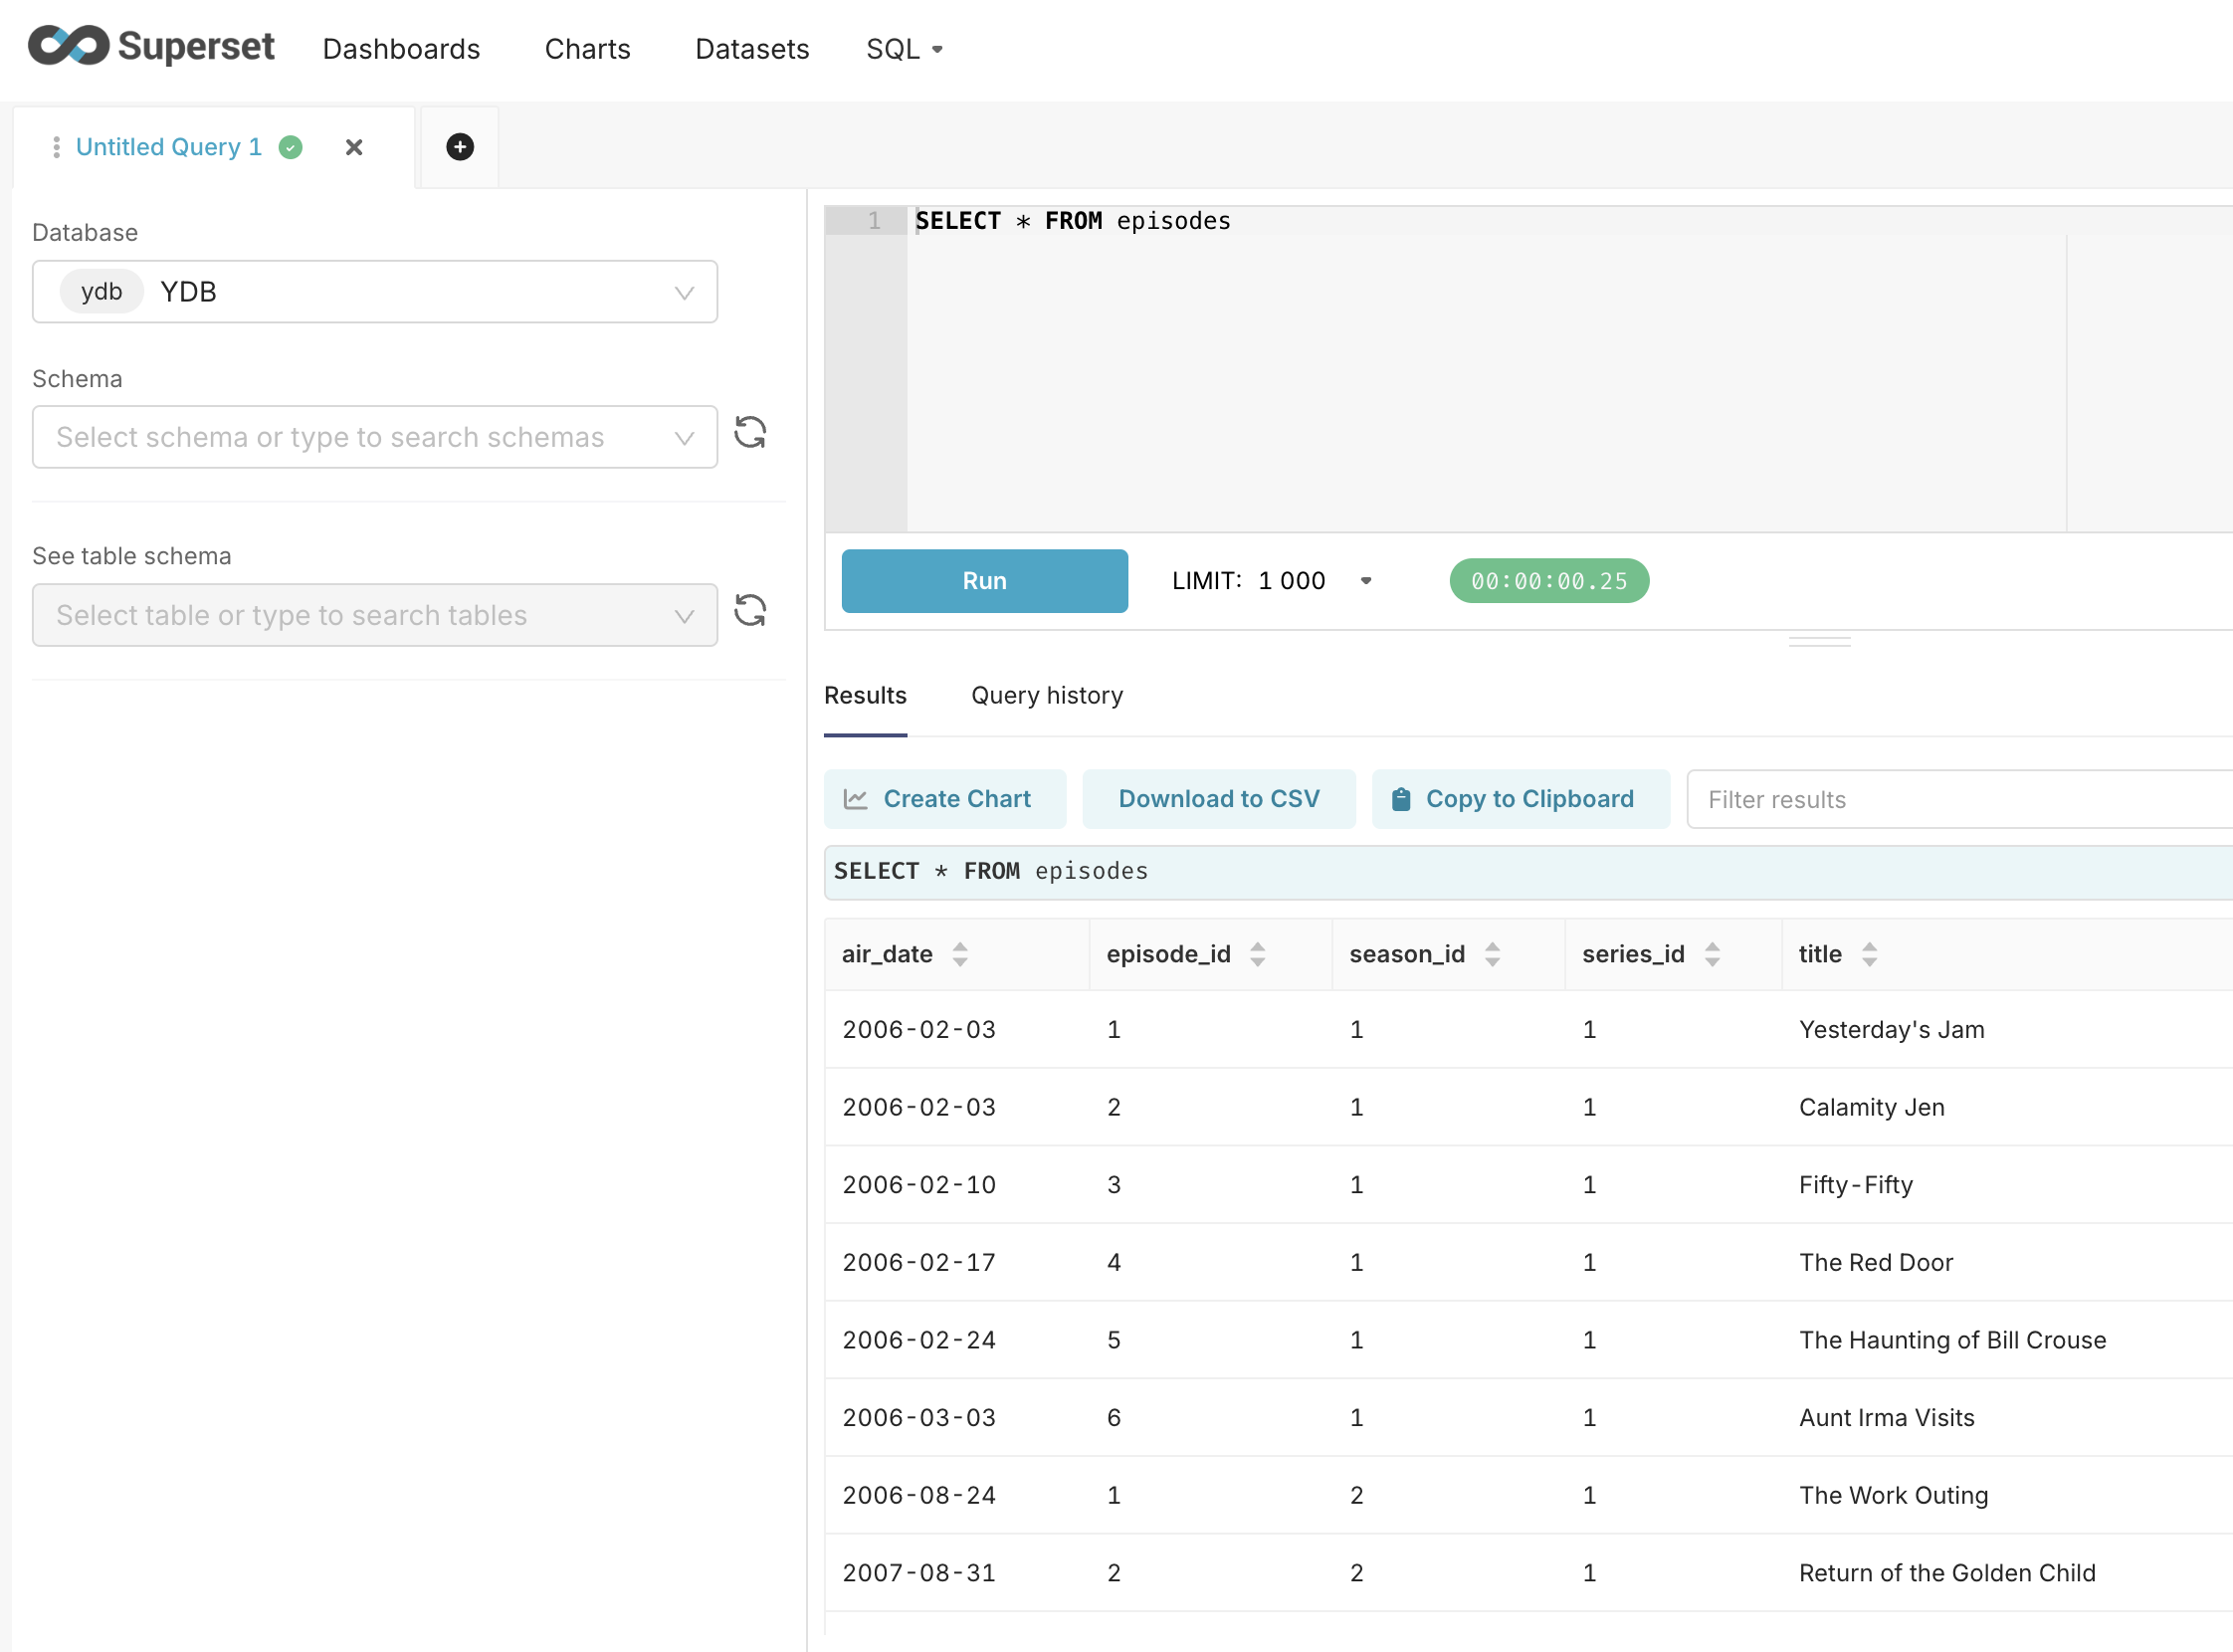 Superset Dashboards Charts Datasets SQL
Untitled Query 1
Database
ydb YDB
Schema
Select schema or type to search schemas
See table schema
Select table or type to search tables
1 SELECT * FROM episodes
Run LIMIT: 1 000 00:00:00.25
Results Query history
Create Chart Download to CSV Copy to Clipboard Filter results
SELECT * FROM episodes
air_date episode_id season_id series_id title
2006-02-03 1 1 1 Yesterday's Jam
2006-02-03 2 1 1 Calamity Jen
2006-02-10 3 1 1 Fifty-Fifty
2006-02-17 4 1 1 The Red Door
2006-02-24 5 1 1 The Haunting of Bill Crouse
2006-03-03 6 1 1 Aunt Irma Visits
2006-08-24 1 2 1 The Work Outing
2007-08-31 2 2 1 Return of the Golden Child